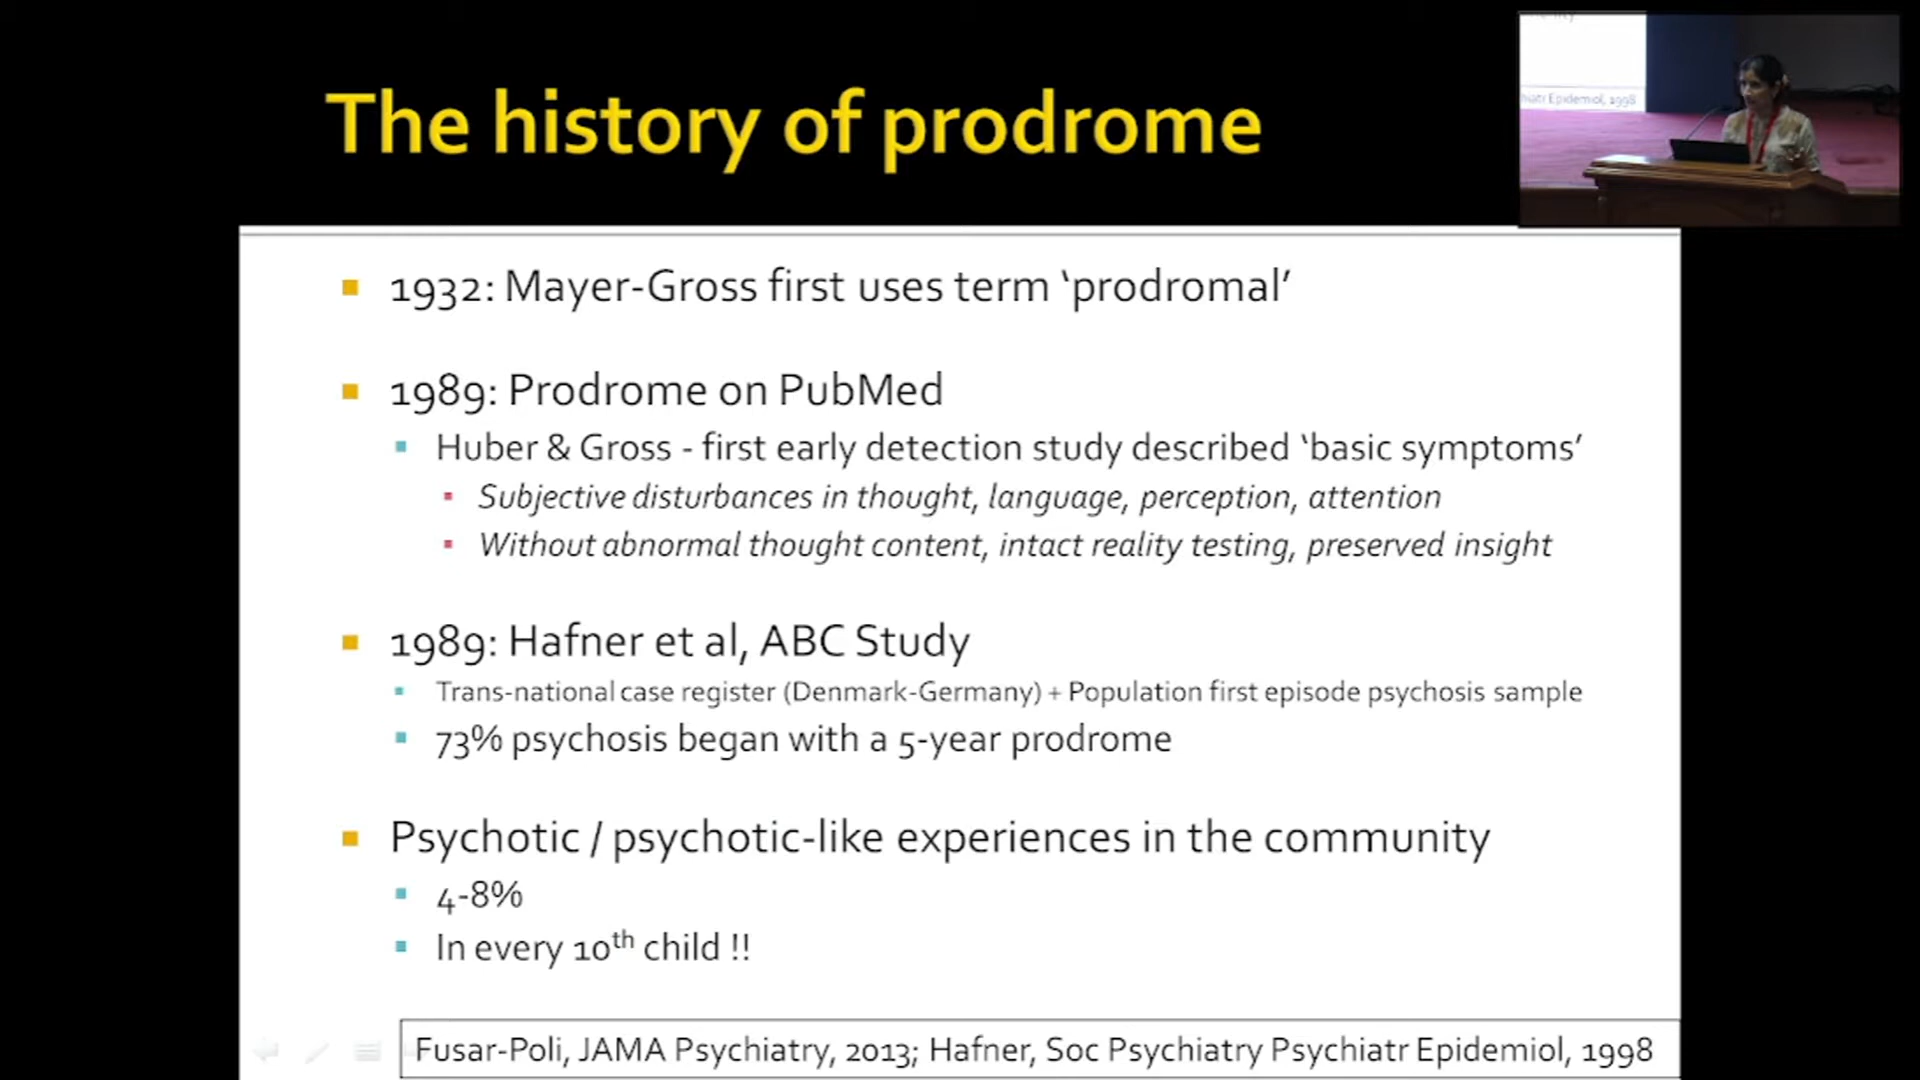 The history of prodrome
1932: Mayer-Gross first uses term ‘prodromal’
1989: Prodrome on PubMed
Huber & Gross - first early detection study described ‘basic symptoms’
Subjective disturbances in thought, language, perception, attention
Without abnormal thought content, intact reality testing, preserved insight
1989: Hafner et al, ABC Study
Trans-national case register (Denmark-Germany) + Population first episode psychosis sample
73% psychosis began with a 5-year prodrome
Psychotic / psychotic-like experiences in the community
4-8%
In every 10th child !!
Fusar-Poli, JAMA Psychiatry, 2013; Hafner, Soc Psychiatry Psychiatr Epidemiol, 1998
Epidemiol, 1998